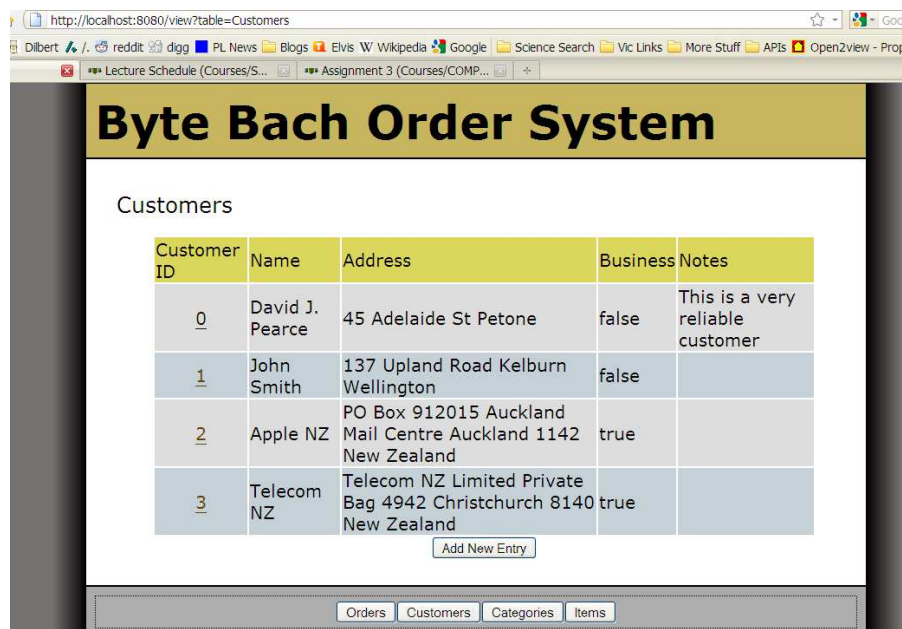 http://localhost:8080/view?table=Customers
Dilbert /. reddit digg PL News Blogs Elvis W Wikipedia Google Science Search Vic Links More Stuff APIs Open2view - Prop
Lecture Schedule (Courses/S... Assignment 3 (Courses/COMP...
Byte Bach Order System
Customers
Customer
ID
Name
Address
Business
Notes
0
David J.
Pearce
45 Adelaide St Petone
false
This is a very
reliable
customer
1
John
Smith
137 Upland Road Kelburn
Wellington
false
2
Apple NZ
PO Box 912015 Auckland
Mail Centre Auckland 1142
New Zealand
true
3
Telecom
NZ
Telecom NZ Limited Private
Bag 4942 Christchurch 8140
New Zealand
true
Add New Entry
Orders Customers Categories Items